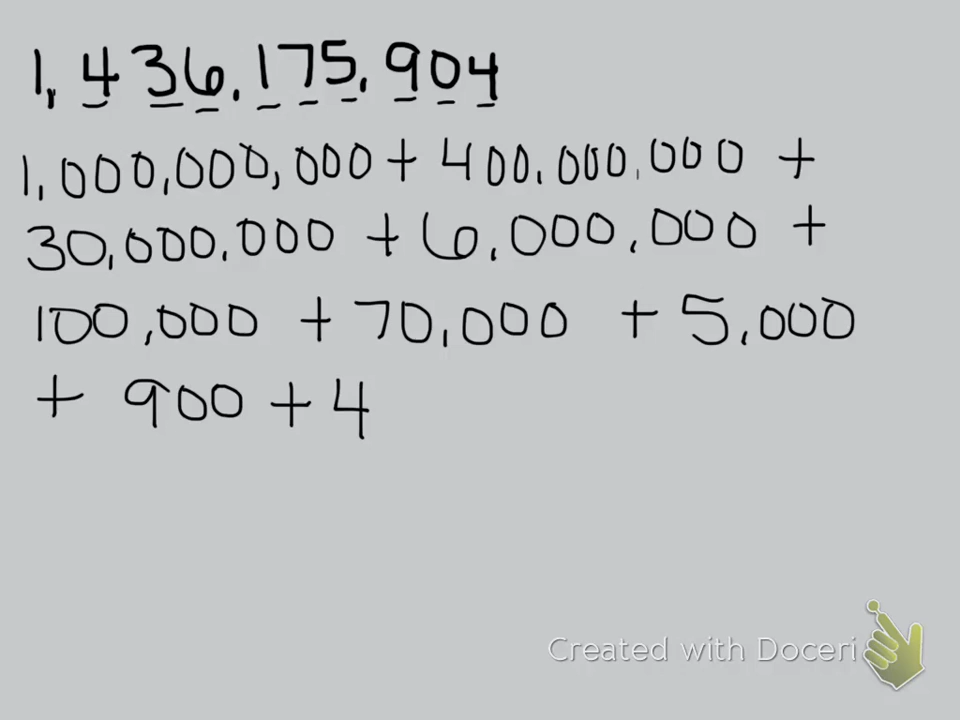 1,436,175,904
1,000,000,000 + 400,000,000 +
30,000,000 + 6,000,000 +
100,000 + 70,000 + 5,000
+ 900 + 4
Created with Doceri